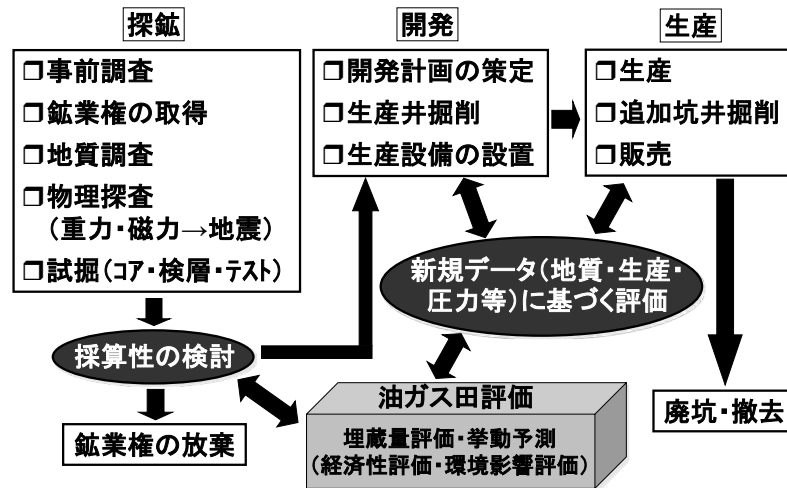 探鉱
❒事前調査
❒鉱業権の取得
❒地質調査
❒物理探査
（重力・磁力→地震）
❒試掘（コア・検層・テスト）
採算性の検討
鉱業権の放棄
開発
❒開発計画の策定
❒生産井掘削
❒生産設備の設置
生産
❒生産
❒追加坑井掘削
❒販売
新規データ（地質・生産・
圧力等）に基づく評価
油ガス田評価
埋蔵量評価・挙動予測
（経済性評価・環境影響評価）
廃坑・撤去